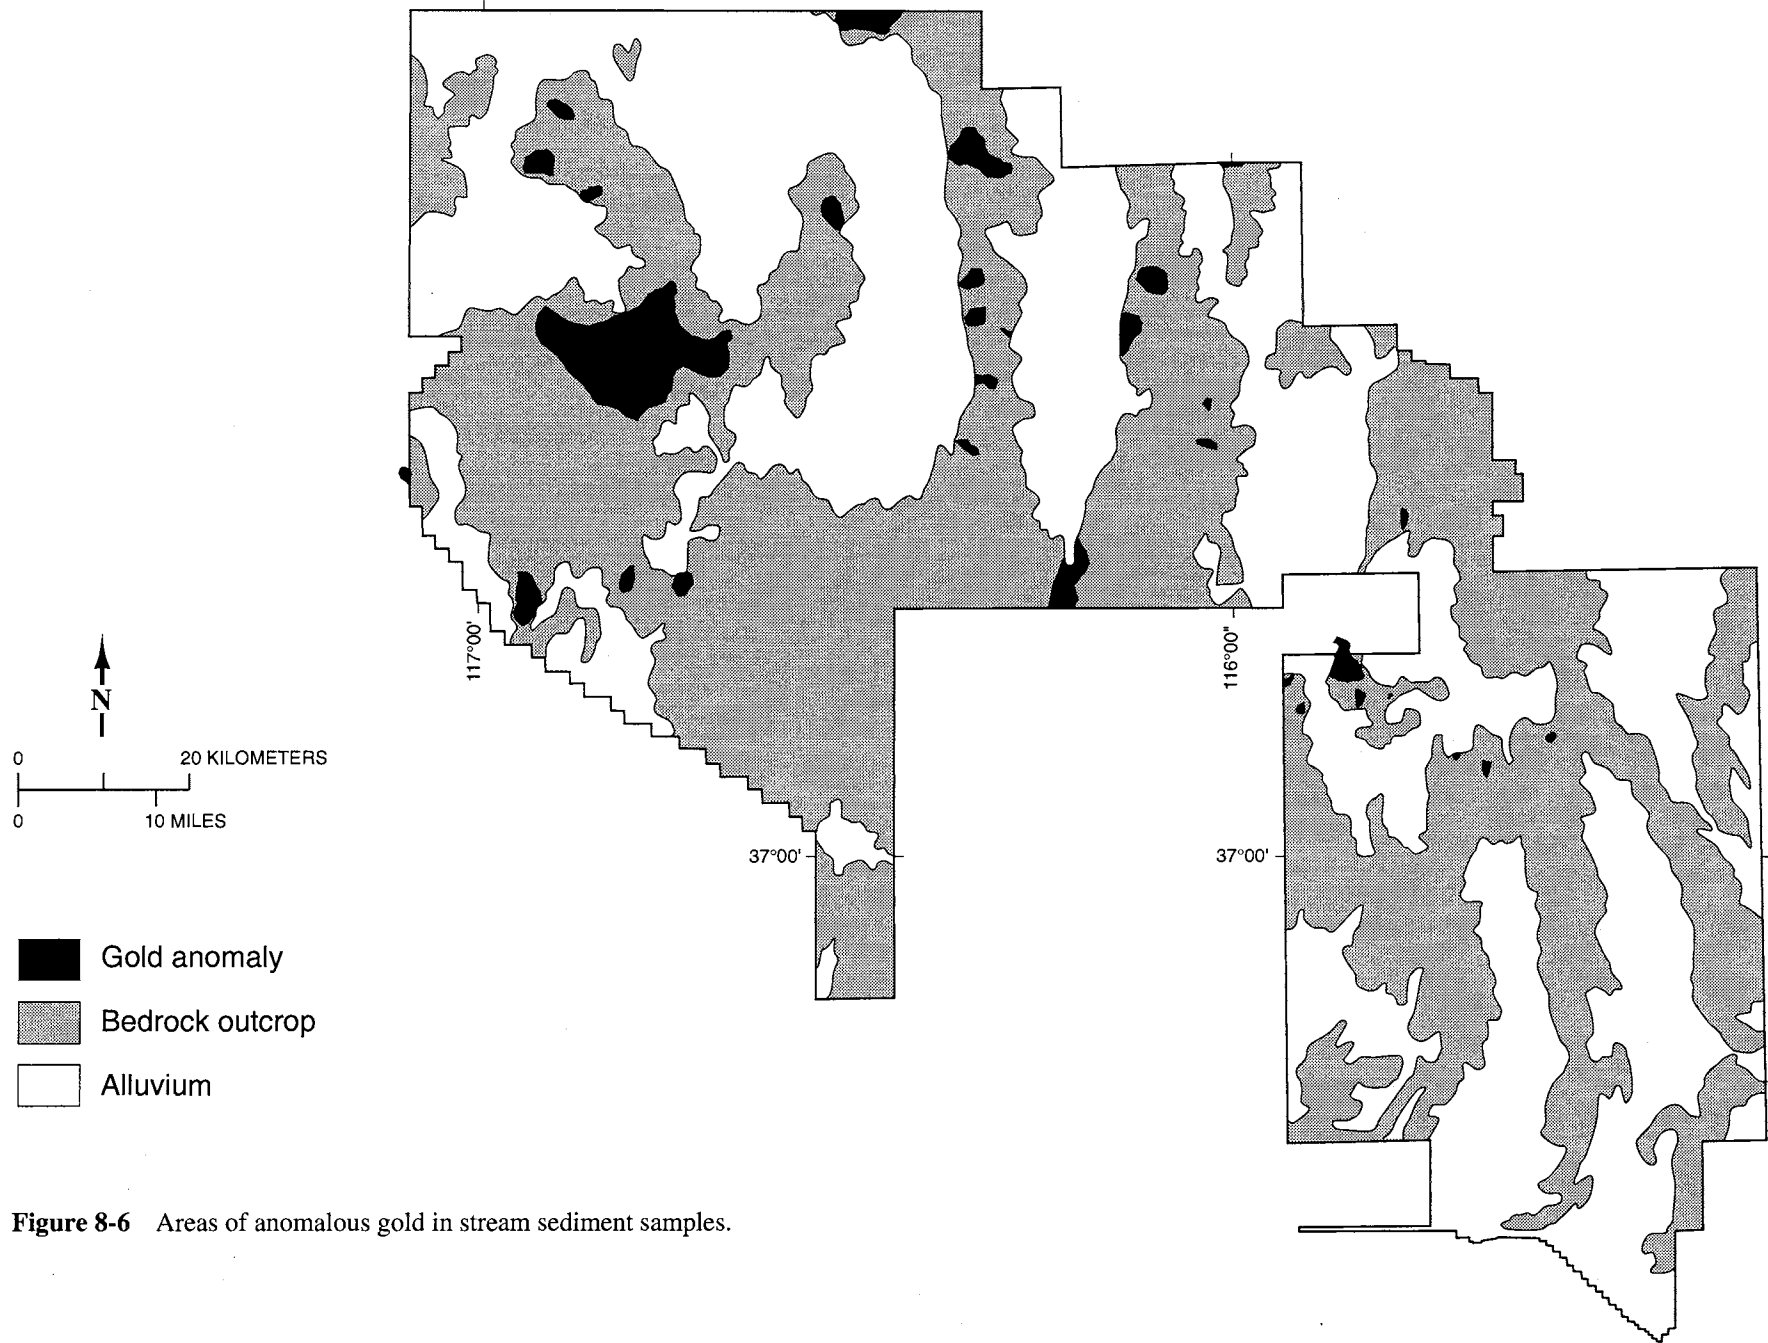 117°00'
116°00"
N
0 20 KILOMETERS
0 10 MILES
37°00'
37°00'
Gold anomaly
Bedrock outcrop
Alluvium
Figure 8-6 Areas of anomalous gold in stream sediment samples.